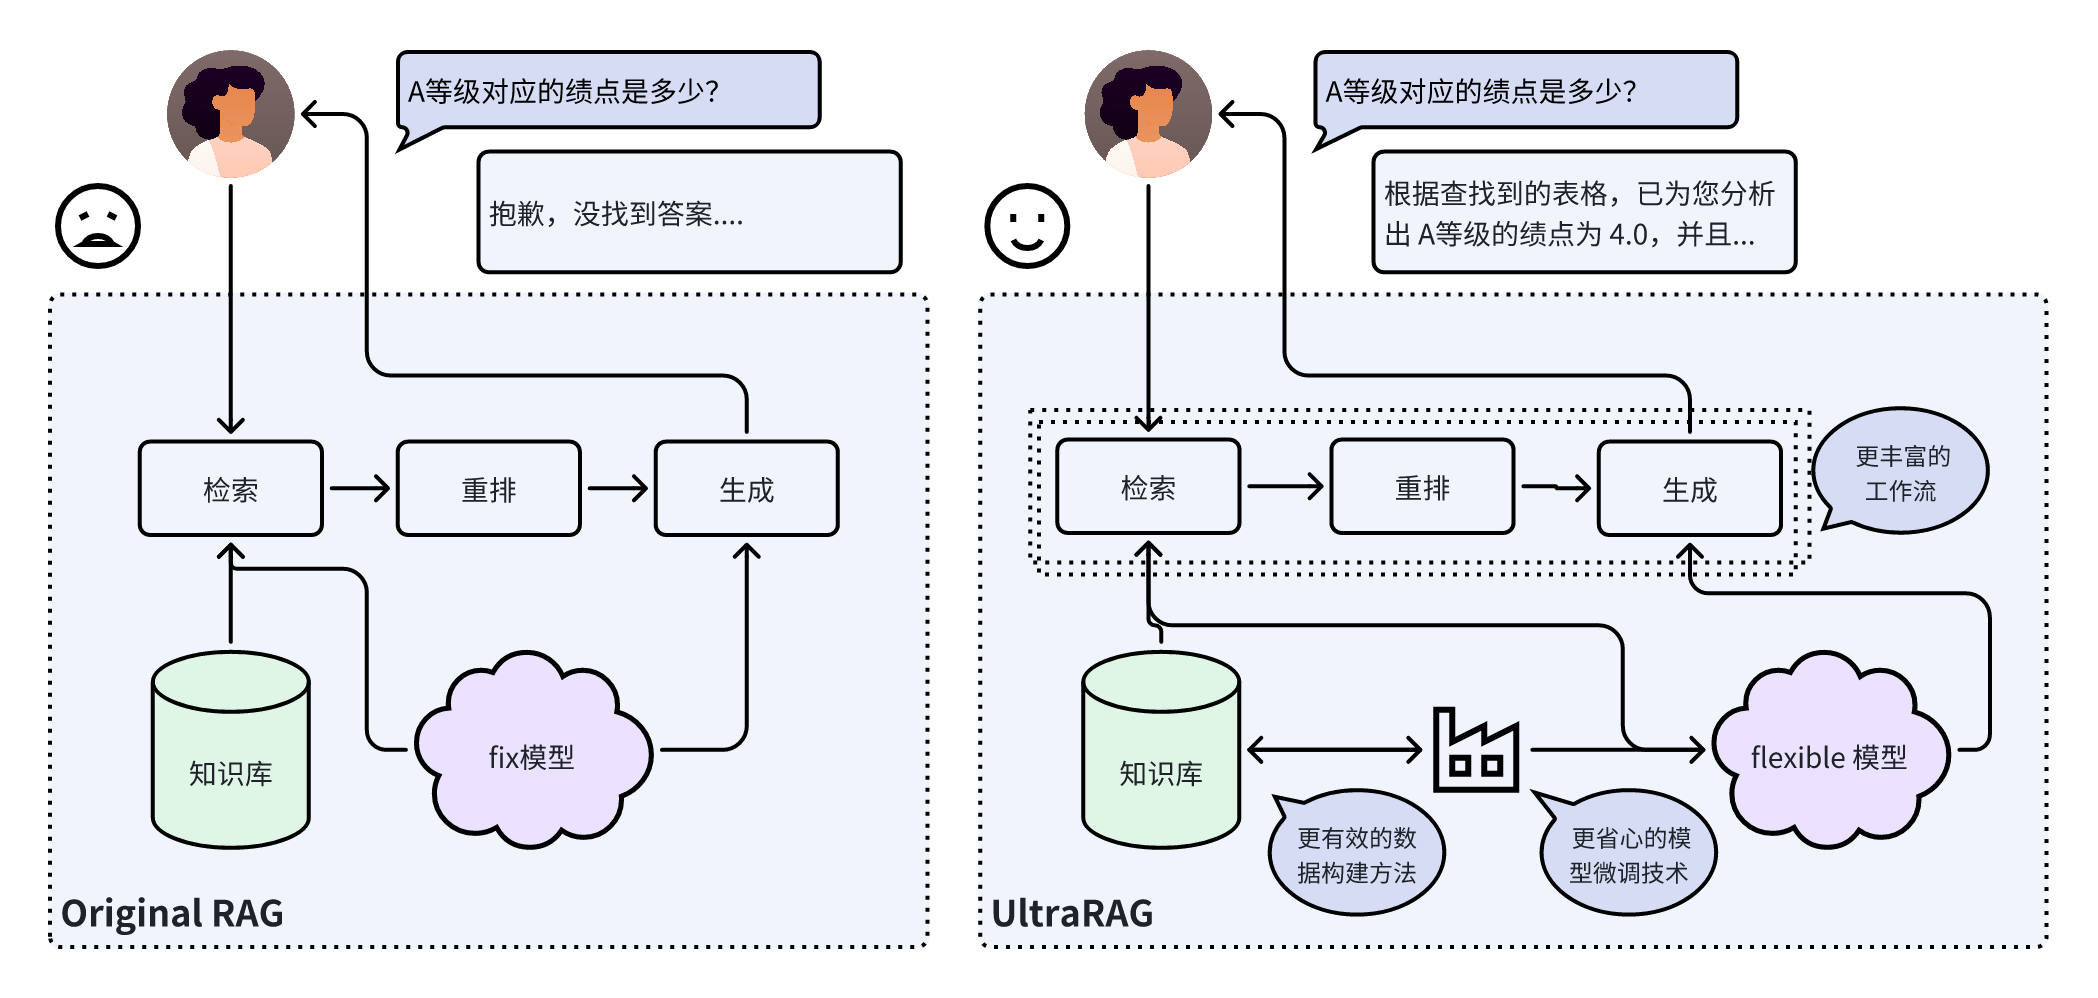 A等级对应的绩点是多少?
抱歉，没找到答案....
检索
重排
生成
知识库
fix模型
Original RAG
A等级对应的绩点是多少?
根据查找到的表格，已为您分析
出 A等级的绩点为 4.0，并且...
检索
重排
生成
更丰富的
工作流
知识库
flexible 模型
更有效的数
据构建方法
更省心的模
型微调技术
UltraRAG